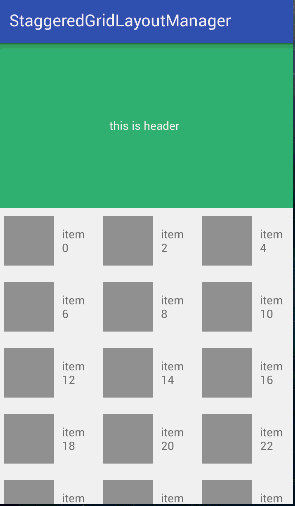 StaggeredGridLayoutManager
this is header
item 0
item 2
item 4
item 6
item 8
item 10
item 12
item 14
item 16
item 18
item 20
item 22
item
item
item